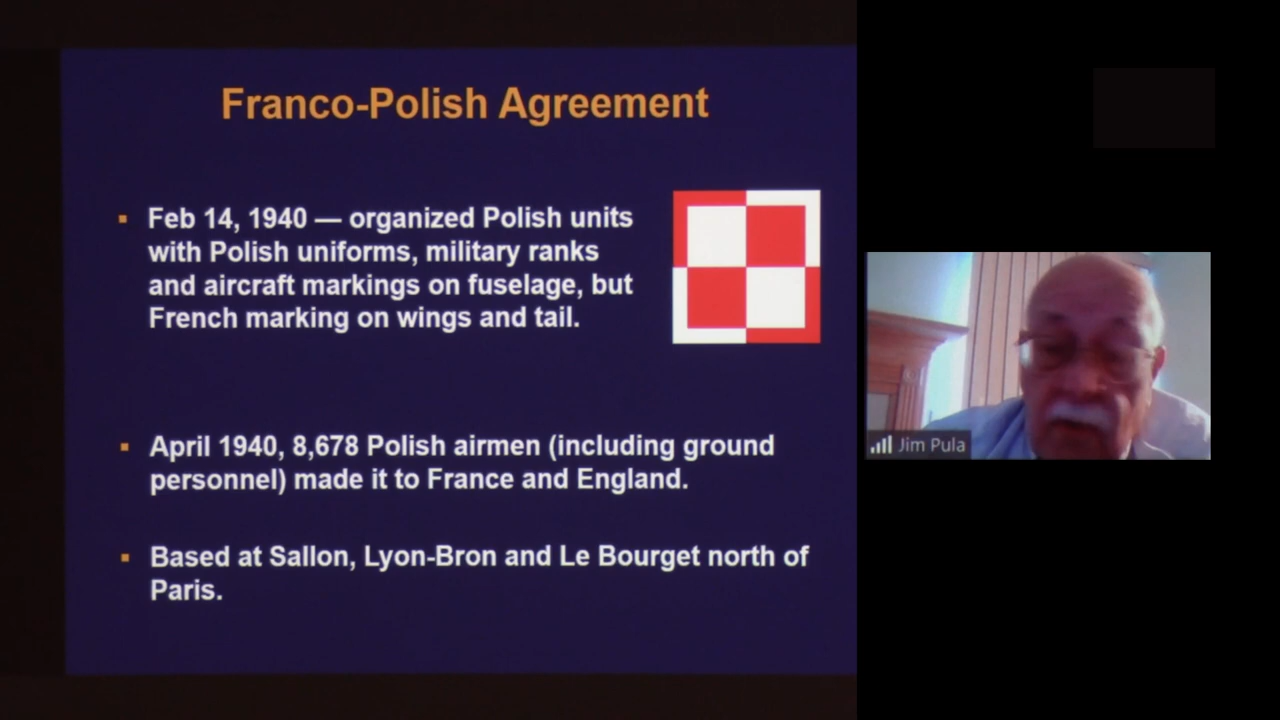 Franco-Polish Agreement
Feb 14, 1940 — organized Polish units
with Polish uniforms, military ranks
and aircraft markings on fuselage, but
French marking on wings and tail.
April 1940, 8,678 Polish airmen (including ground
personnel) made it to France and England.
Based at Sallon, Lyon-Bron and Le Bourget north of
Paris.
Jim Pula